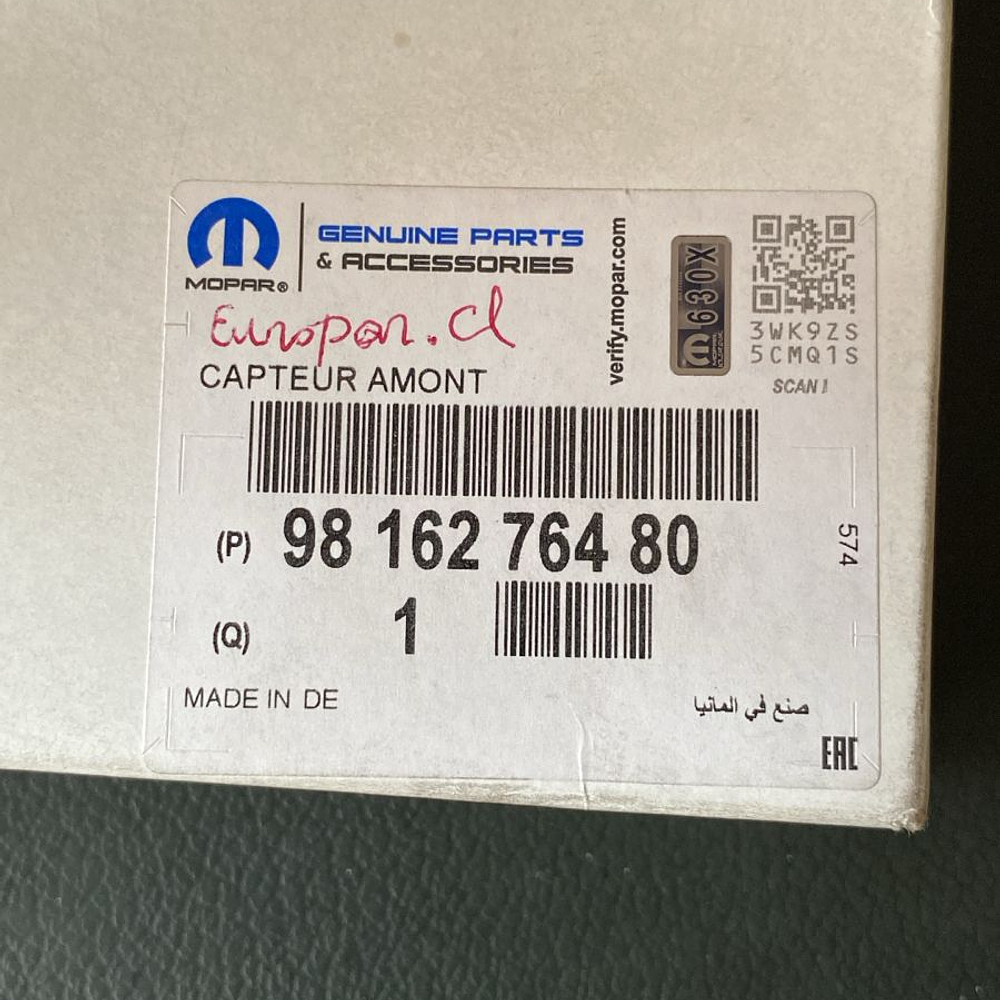 MOPAR®
GENUINE PARTS
& ACCESSORIES
verify.mopar.com
630X
3WK9ZS
5CMQ1S
SCAN !
Europar.cl
CAPTEUR AMONT
(P) 98 162 764 80
574
(Q) 1
MADE IN DE
صنع في المانيا
EAC